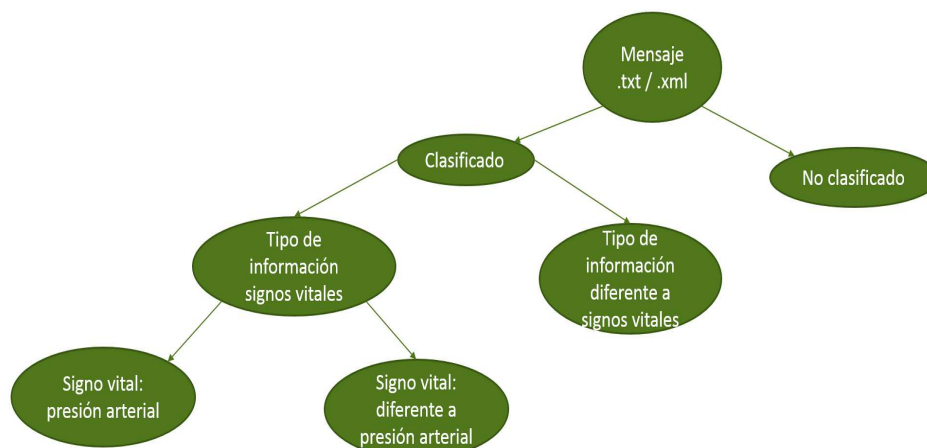 Mensaje
.txt / .xml
Clasificado
No clasificado
Tipo de
información
signos vitales
Tipo de
información
diferente a
signos vitales
Signo vital:
presión arterial
Signo vital:
diferente a
presión arterial